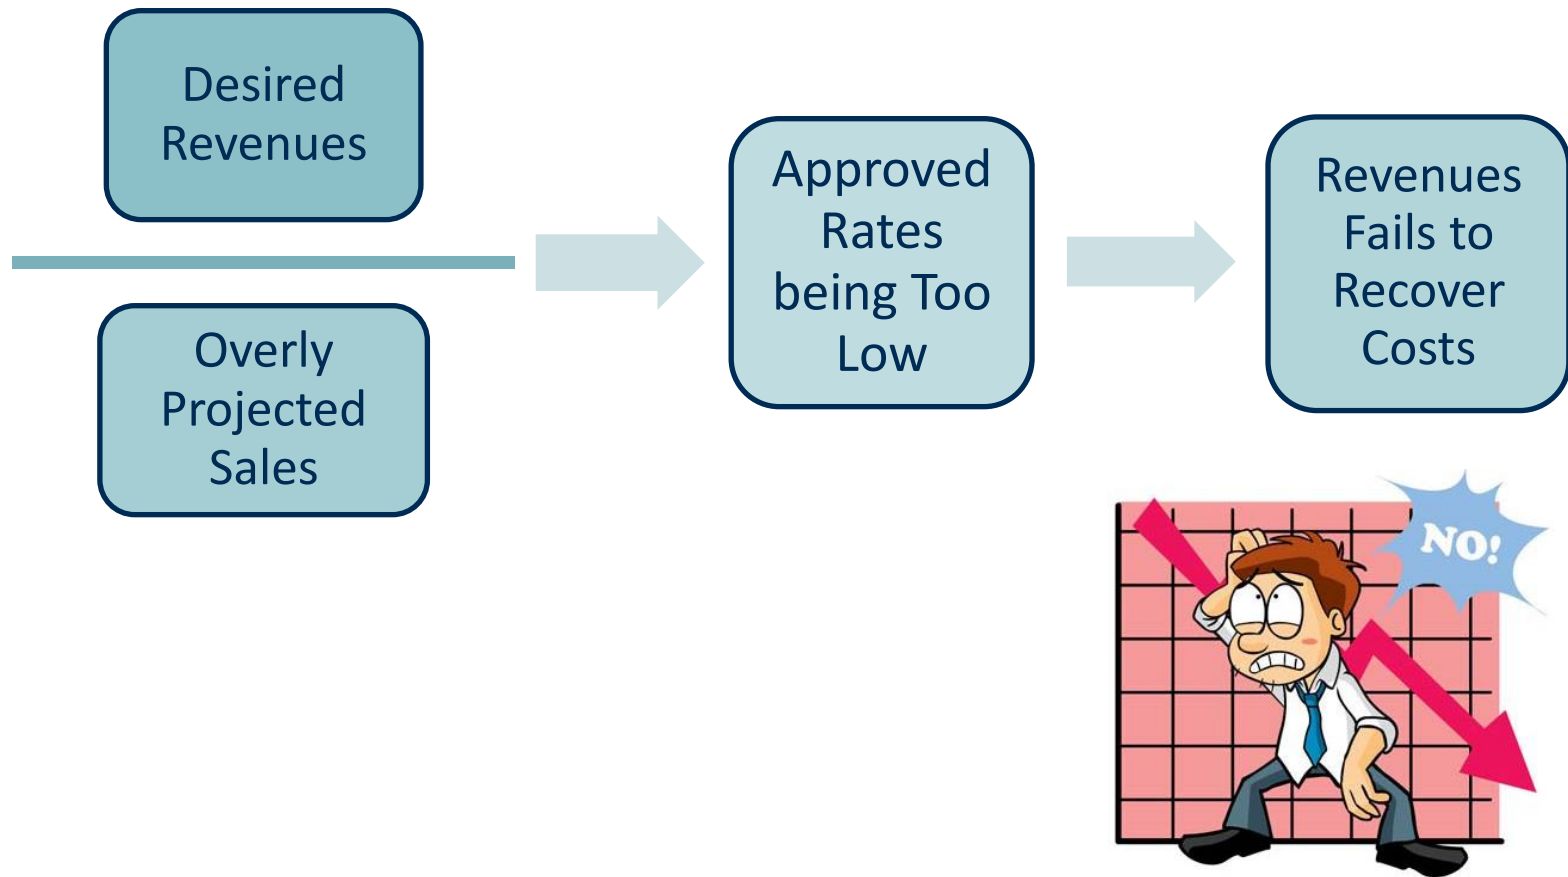 Desired
Revenues
Overly
Projected
Sales
Approved
Rates
being Too
Low
Revenues
Fails to
Recover
Costs
NO!